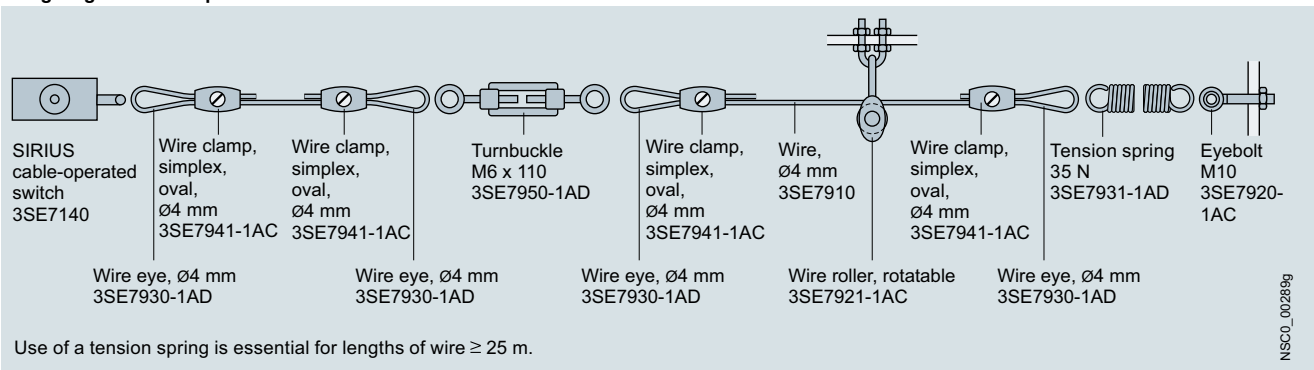 SIRIUS
cable-operated
switch
3SE7140
Wire clamp,
simplex,
oval,
Ø4 mm
3SE7941-1AC
Wire clamp,
simplex,
oval,
Ø4 mm
3SE7941-1AC
Turnbuckle
M6 x 110
3SE7950-1AD
Wire clamp,
simplex,
oval,
Ø4 mm
3SE7941-1AC
Wire,
Ø4 mm
3SE7910
Wire clamp,
simplex,
oval,
Ø4 mm
3SE7941-1AC
Tension spring
35 N
3SE7931-1AD
Eyebolt
M10
3SE7920-
1AC
Wire eye, Ø4 mm
3SE7930-1AD
Wire eye, Ø4 mm
3SE7930-1AD
Wire eye, Ø4 mm
3SE7930-1AD
Wire roller, rotatable
3SE7921-1AC
Wire eye, Ø4 mm
3SE7930-1AD
NSC0_00289g
Use of a tension spring is essential for lengths of wire ≥ 25 m.